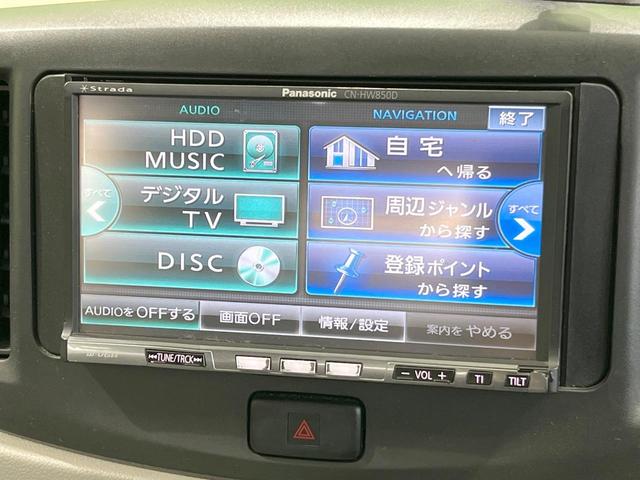 Strada
Panasonic CN-HW850D
AUDIO
NAVIGATION
終了
HDD
MUSIC
自宅
へ帰る
すべて
デジタル
TV
周辺ジャンル
から探す
すべて
DISC
登録ポイント
から探す
AUDIOをOFFする
画面OFF
情報/設定
案内をやめる
TUNE/TRCK
− VOL +
TILT